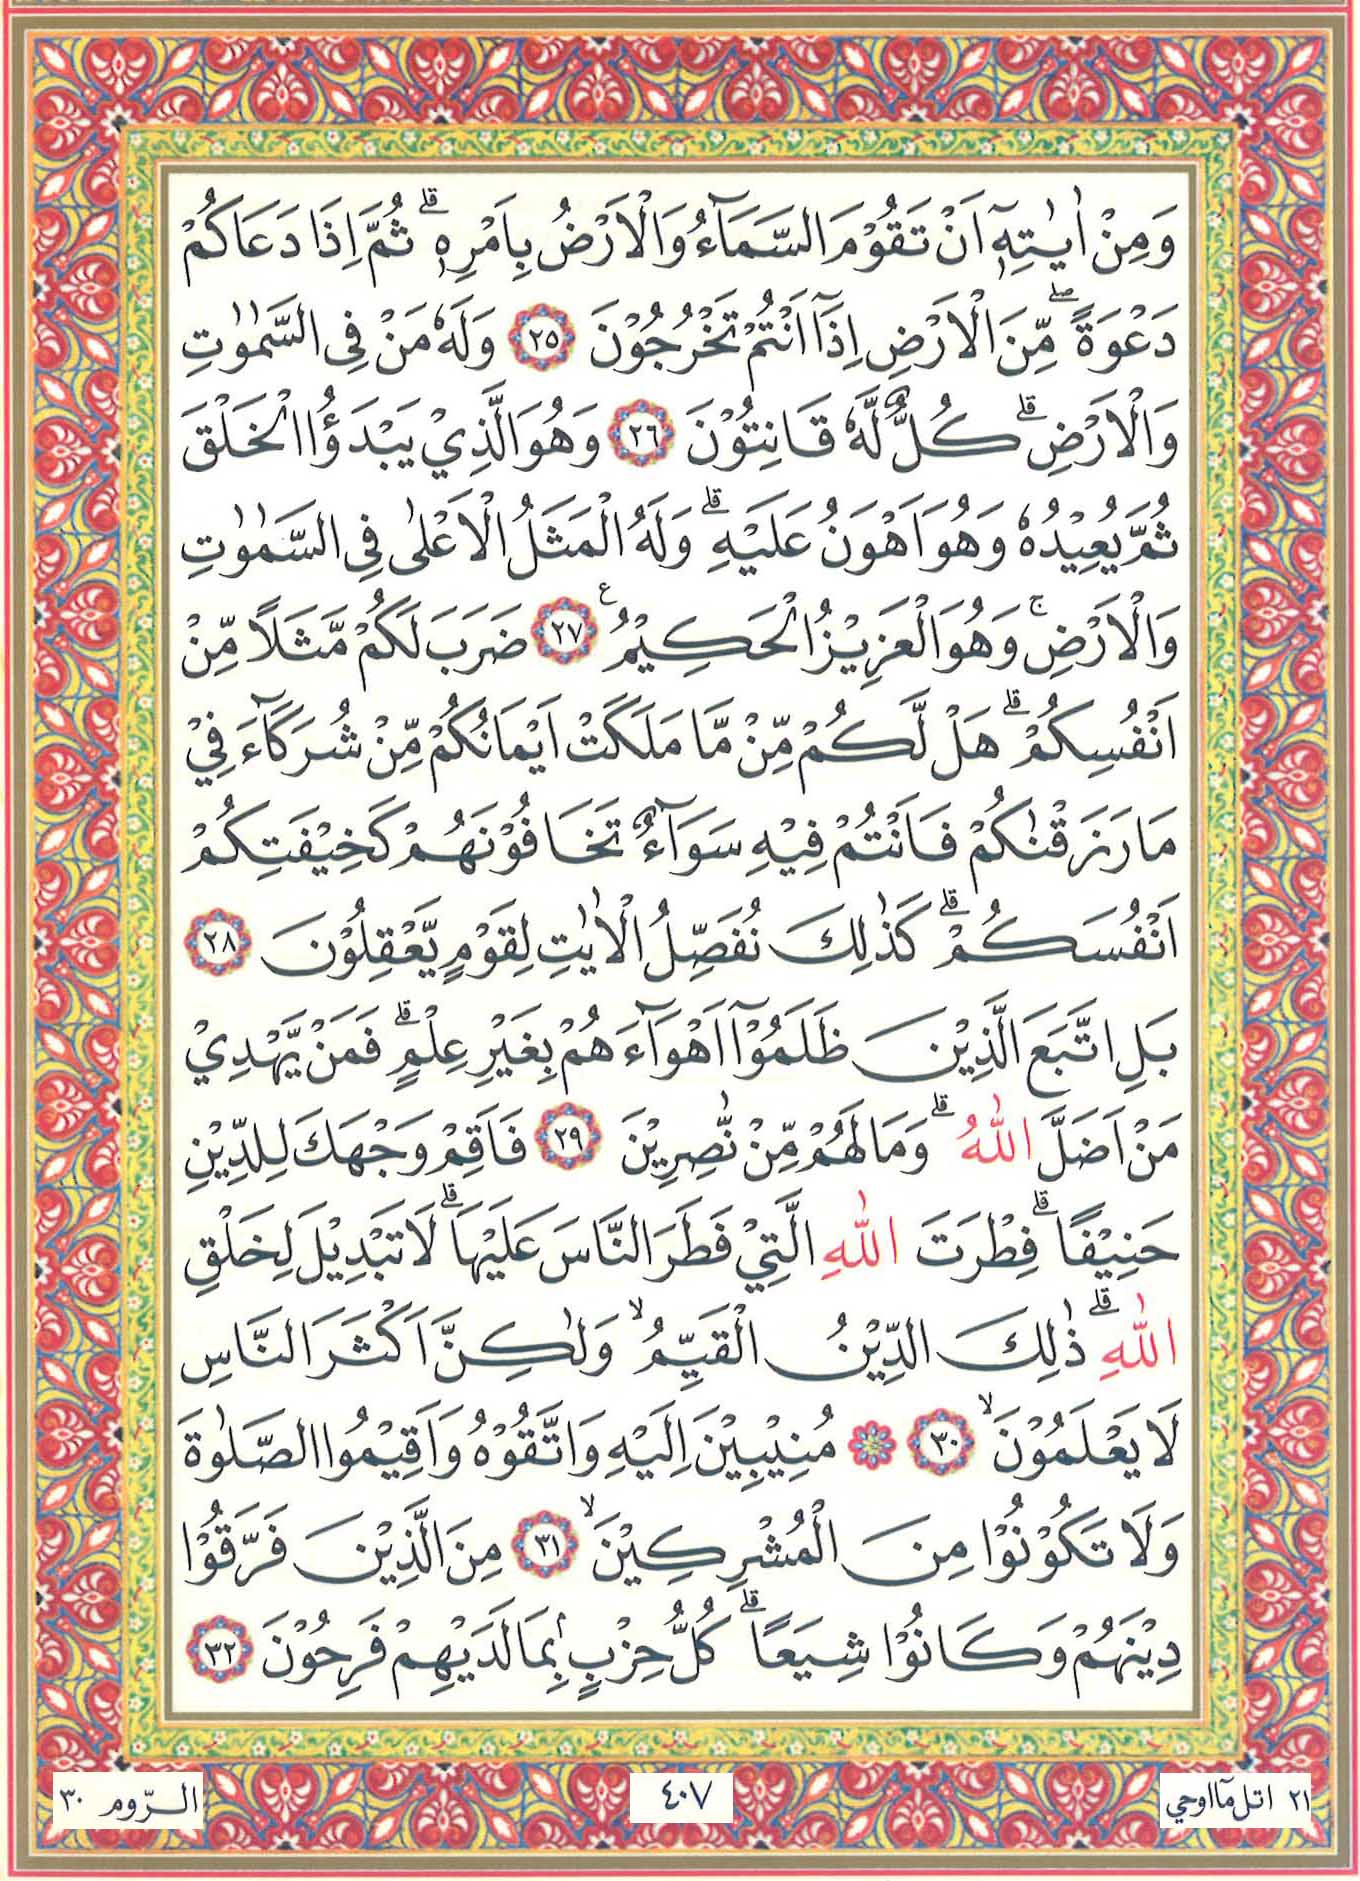 وَمِنْ اٰيٰتِهٖٓ اَنْ تَقُوْمَ السَّمَآءُ وَالْاَرْضُ بِاَمْرِهٖ ۗ ثُمَّ اِذَا دَعَاكُمْ
دَعْوَةً ۖ مِّنَ الْاَرْضِ اِذَآ اَنْتُمْ تَخْرُجُوْنَ ٢٥ وَلَهٗ مَنْ فِى السَّمٰوٰتِ
وَالْاَرْضِ ۗ كُلٌّ لَّهٗ قَانِتُوْنَ ٢٦ وَهُوَ الَّذِيْ يَبْدَؤُا الْخَلْقَ
ثُمَّ يُعِيْدُهٗ وَهُوَ اَهْوَنُ عَلَيْهِ ۗ وَلَهُ الْمَثَلُ الْاَعْلٰى فِى السَّمٰوٰتِ
وَالْاَرْضِ ۚ وَهُوَ الْعَزِيْزُ الْحَكِيْمُ ࣖ ٢٧ ضَرَبَ لَكُمْ مَّثَلًا مِّنْ
اَنْفُسِكُمْ ۗ هَلْ لَّكُمْ مِّنْ مَّا مَلَكَتْ اَيْمَانُكُمْ مِّنْ شُرَكَآءَ فِيْ
مَا رَزَقْنٰكُمْ فَاَنْتُمْ فِيْهِ سَوَآءٌ تَخَافُوْنَهُمْ كَخِيْفَتِكُمْ
اَنْفُسَكُمْ ۗ كَذٰلِكَ نُفَصِّلُ الْاٰيٰتِ لِقَوْمٍ يَّعْقِلُوْنَ ٢٨
بَلِ اتَّبَعَ الَّذِيْنَ ظَلَمُوْٓا اَهْوَآءَهُمْ بِغَيْرِ عِلْمٍ ۗ فَمَنْ يَّهْدِيْ
مَنْ اَضَلَّ اللّٰهُ ۗ وَمَا لَهُمْ مِّنْ نّٰصِرِيْنَ ٢٩ فَاَقِمْ وَجْهَكَ لِلدِّيْنِ
حَنِيْفًا ۗ فِطْرَتَ اللّٰهِ الَّتِيْ فَطَرَ النَّاسَ عَلَيْهَا ۗ لَا تَبْدِيْلَ لِخَلْقِ
اللّٰهِ ۗ ذٰلِكَ الدِّيْنُ الْقَيِّمُ ۙ وَلٰكِنَّ اَكْثَرَ النَّاسِ
لَا يَعْلَمُوْنَ ۙ ٣٠ ۞ مُنِيْبِيْنَ اِلَيْهِ وَاتَّقُوْهُ وَاَقِيْمُوا الصَّلٰوةَ
وَلَا تَكُوْنُوْا مِنَ الْمُشْرِكِيْنَ ۙ ٣١ مِنَ الَّذِيْنَ فَرَّقُوْا
دِيْنَهُمْ وَكَانُوْا شِيَعًا ۗ كُلُّ حِزْبٍۢ بِمَا لَدَيْهِمْ فَرِحُوْنَ ٣٢
٢١ اتل مآ اوحي
٤٠٧
الرّوم ٣٠